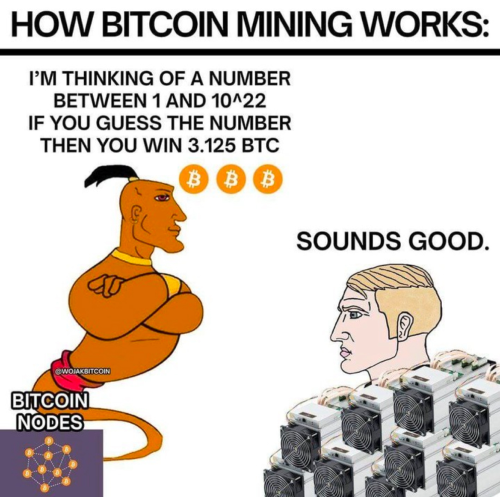 HOW BITCOIN MINING WORKS:
I'M THINKING OF A NUMBER
BETWEEN 1 AND 10^22
IF YOU GUESS THE NUMBER
THEN YOU WIN 3.125 BTC
SOUNDS GOOD.
@WOJAKBITCOIN
BITCOIN
NODES